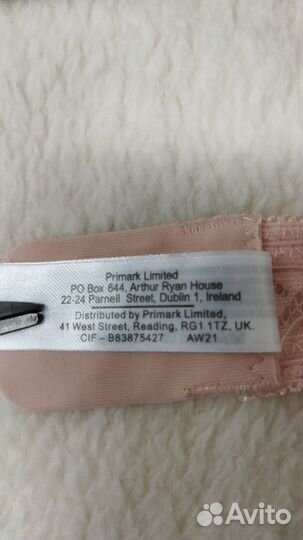 Primark Limited
PO Box 644, Arthur Ryan House
22-24 Parnell Street, Dublin 1, Ireland
Distributed by Primark Limited,
41 West Street, Reading, RG1 1TZ, UK.
CIF – B83875427 AW21
Avito